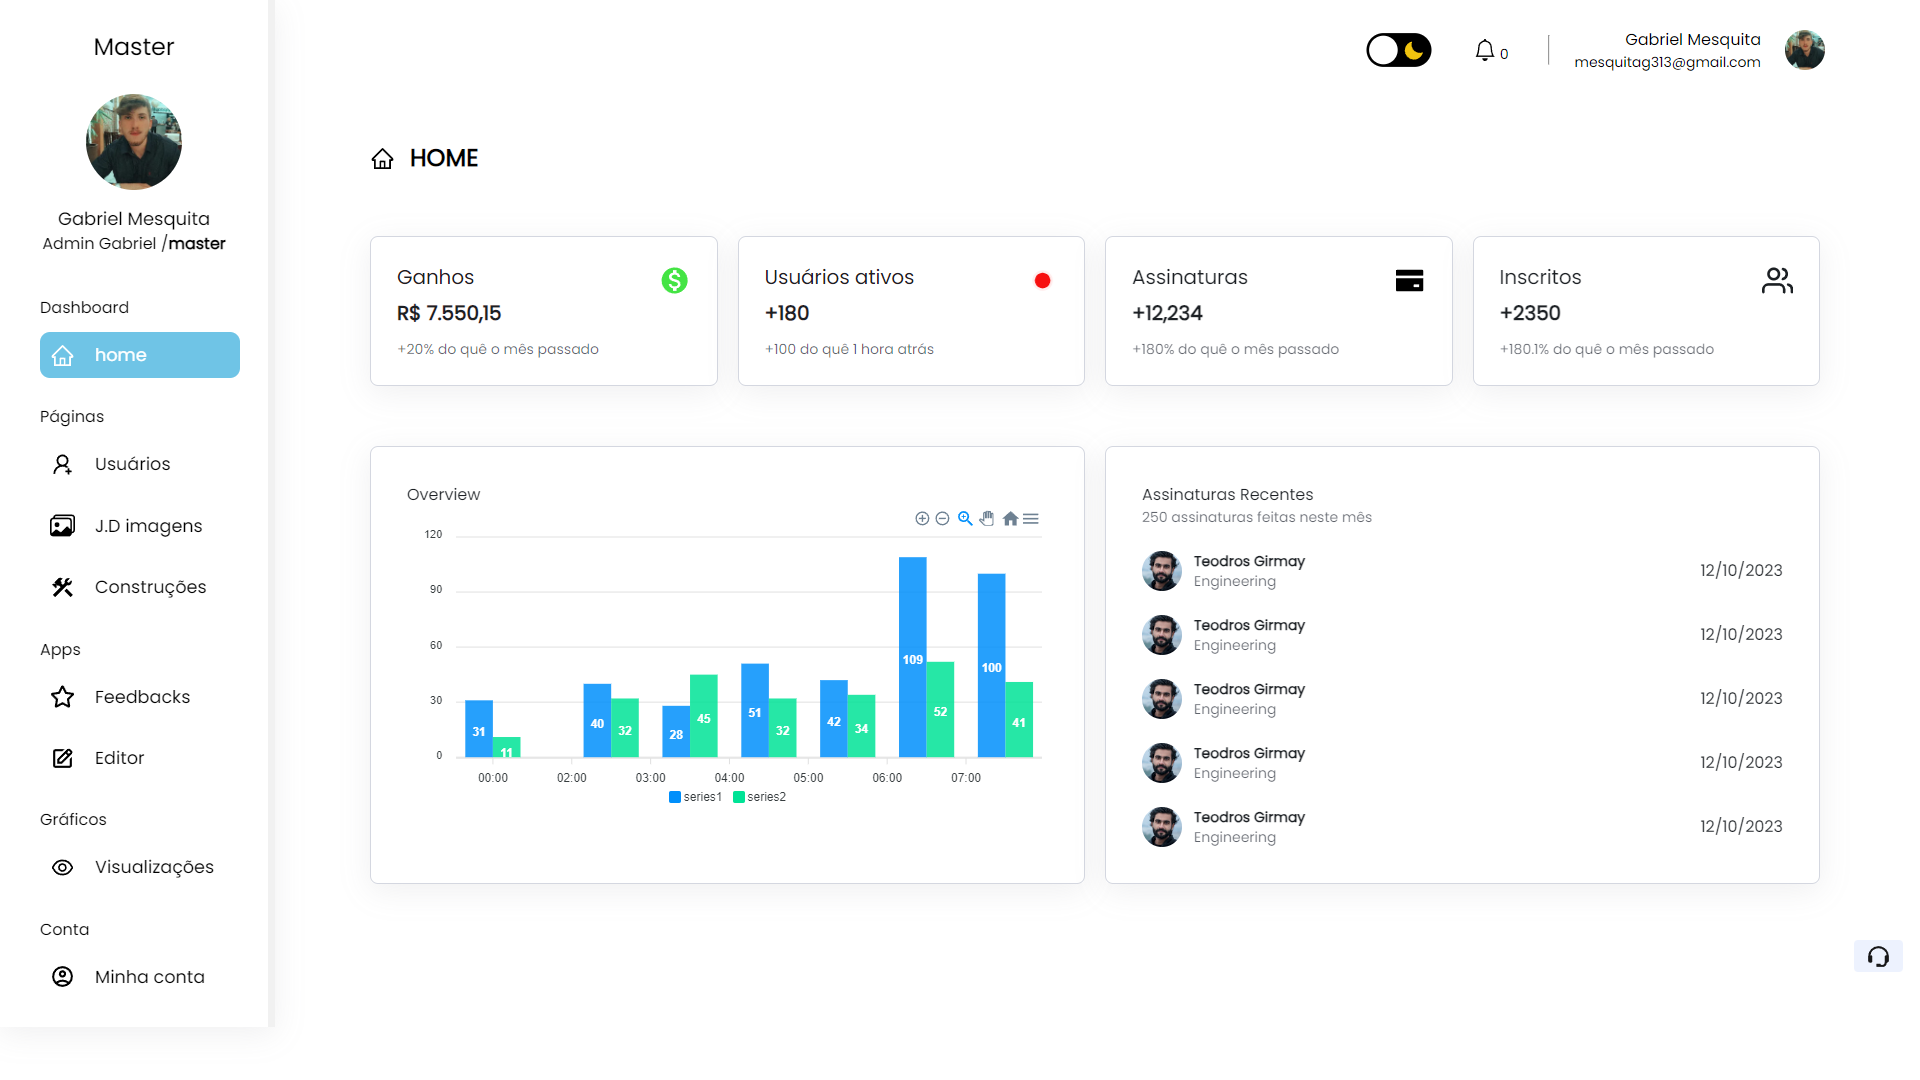 Master
Gabriel Mesquita
Admin Gabriel /master
Dashboard
home
Páginas
Usuários
J.D imagens
Construções
Apps
Feedbacks
Editor
Gráficos
Visualizações
Conta
Minha conta
0
Gabriel Mesquita
mesquitag313@gmail.com
HOME
Ganhos
R$ 7.550,15
+20% do quê o mês passado
Usuários ativos
+180
+100 do quê 1 hora atrás
Assinaturas
+12,234
+180% do quê o mês passado
Inscritos
+2350
+180.1% do quê o mês passado
Overview
120
90
60
30
0
31
11
40
32
28
45
51
32
42
34
109
52
100
41
00:00
02:00
03:00
04:00
05:00
06:00
07:00
series1
series2
Assinaturas Recentes
250 assinaturas feitas neste mês
Teodros Girmay
Engineering
12/10/2023
Teodros Girmay
Engineering
12/10/2023
Teodros Girmay
Engineering
12/10/2023
Teodros Girmay
Engineering
12/10/2023
Teodros Girmay
Engineering
12/10/2023